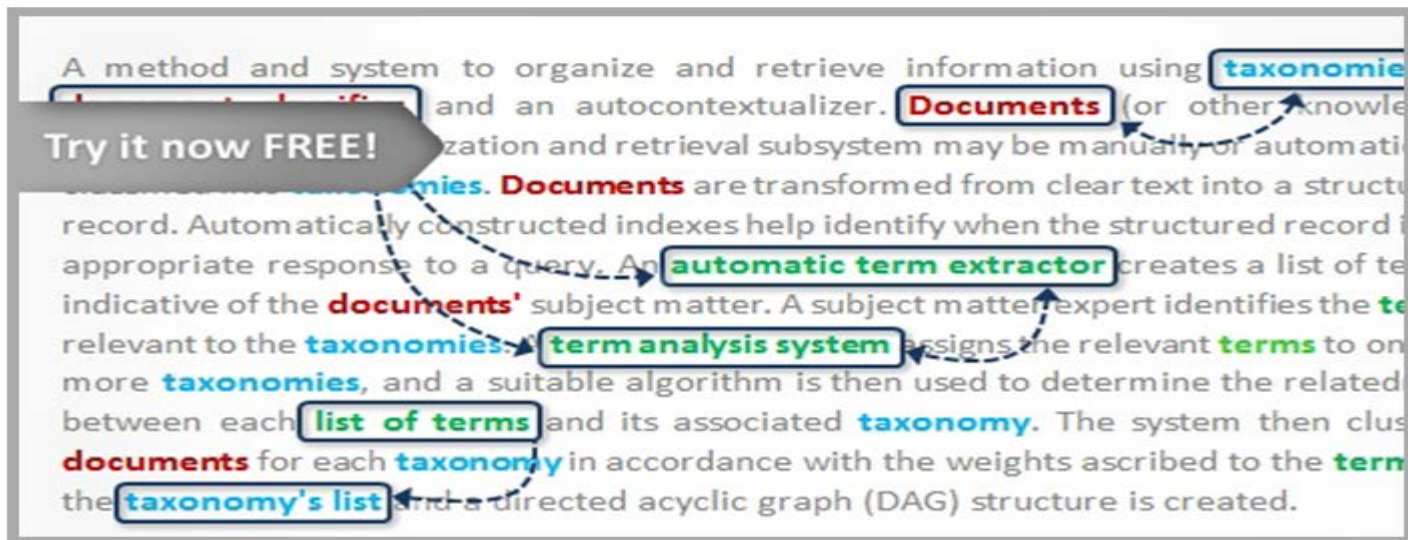 A method and system to organize and retrieve information using taxonomie
and an autocontextualizer. Documents (or other knowle
Try it now FREE!
zation and retrieval subsystem may be manually or automati
mies. Documents are transformed from clear text into a structu
record. Automatically constructed indexes help identify when the structured record i
appropriate response to a query. An automatic term extractor creates a list of te
indicative of the documents' subject matter. A subject matter expert identifies the te
relevant to the taxonomies. term analysis system assigns the relevant terms to on
more taxonomies, and a suitable algorithm is then used to determine the related
between each list of terms and its associated taxonomy. The system then clus
documents for each taxonomy in accordance with the weights ascribed to the term
the taxonomy's list and a directed acyclic graph (DAG) structure is created.